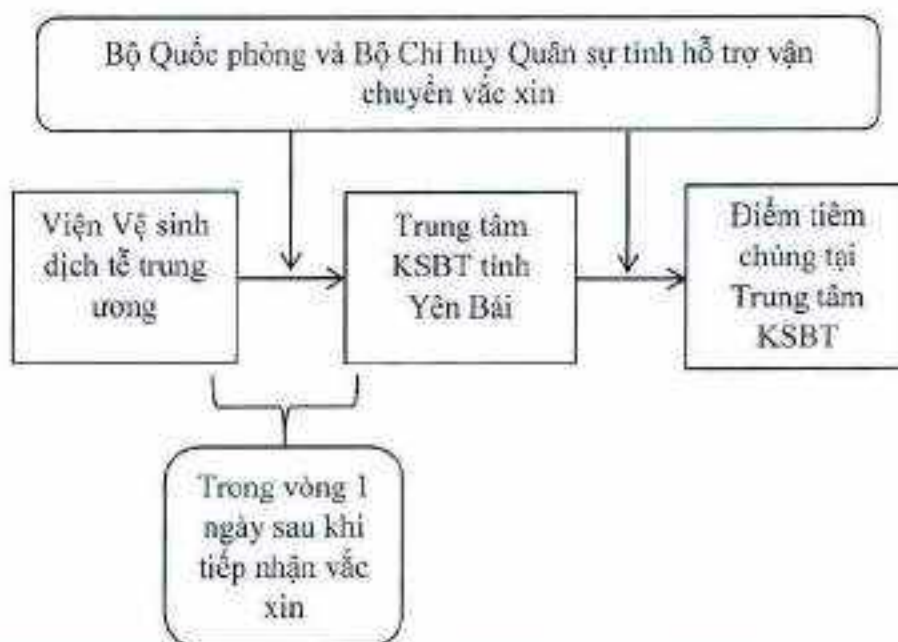 Bộ Quốc phòng và Bộ Chỉ huy Quân sự tỉnh hỗ trợ vận
chuyển vắc xin
Viện Vệ sinh
dịch tễ trung
ương
Trung tâm
KSBT tỉnh
Yên Bái
Điểm tiêm
chủng tại
Trung tâm
KSBT
Trong vòng 1
ngày sau khi
tiếp nhận vắc
xin